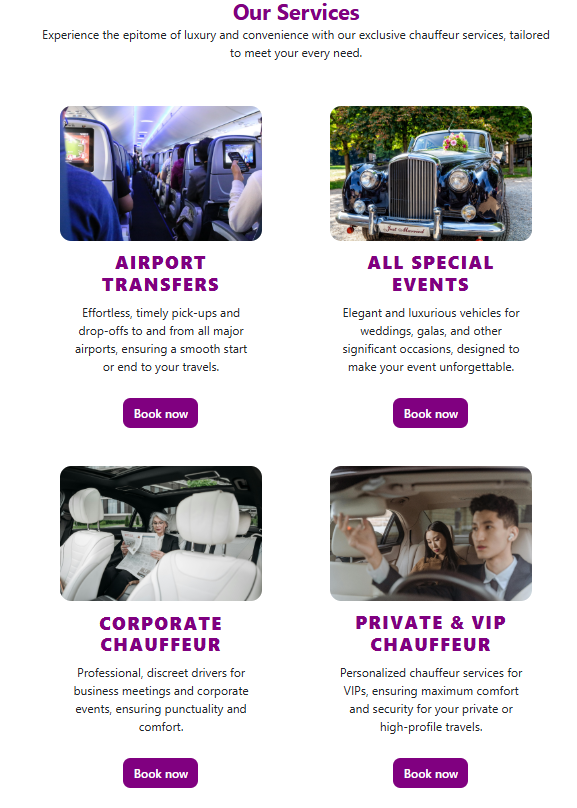 Our Services
Experience the epitome of luxury and convenience with our exclusive chauffeur services, tailored
to meet your every need.
AIRPORT
TRANSFERS
Effortless, timely pick-ups and
drop-offs to and from all major
airports, ensuring a smooth start
or end to your travels.
Book now
Just Married
ALL SPECIAL
EVENTS
Elegant and luxurious vehicles for
weddings, galas, and other
significant occasions, designed to
make your event unforgettable.
Book now
CORPORATE
CHAUFFEUR
Professional, discreet drivers for
business meetings and corporate
events, ensuring punctuality and
comfort.
Book now
PRIVATE & VIP
CHAUFFEUR
Personalized chauffeur services for
VIPs, ensuring maximum comfort
and security for your private or
high-profile travels.
Book now